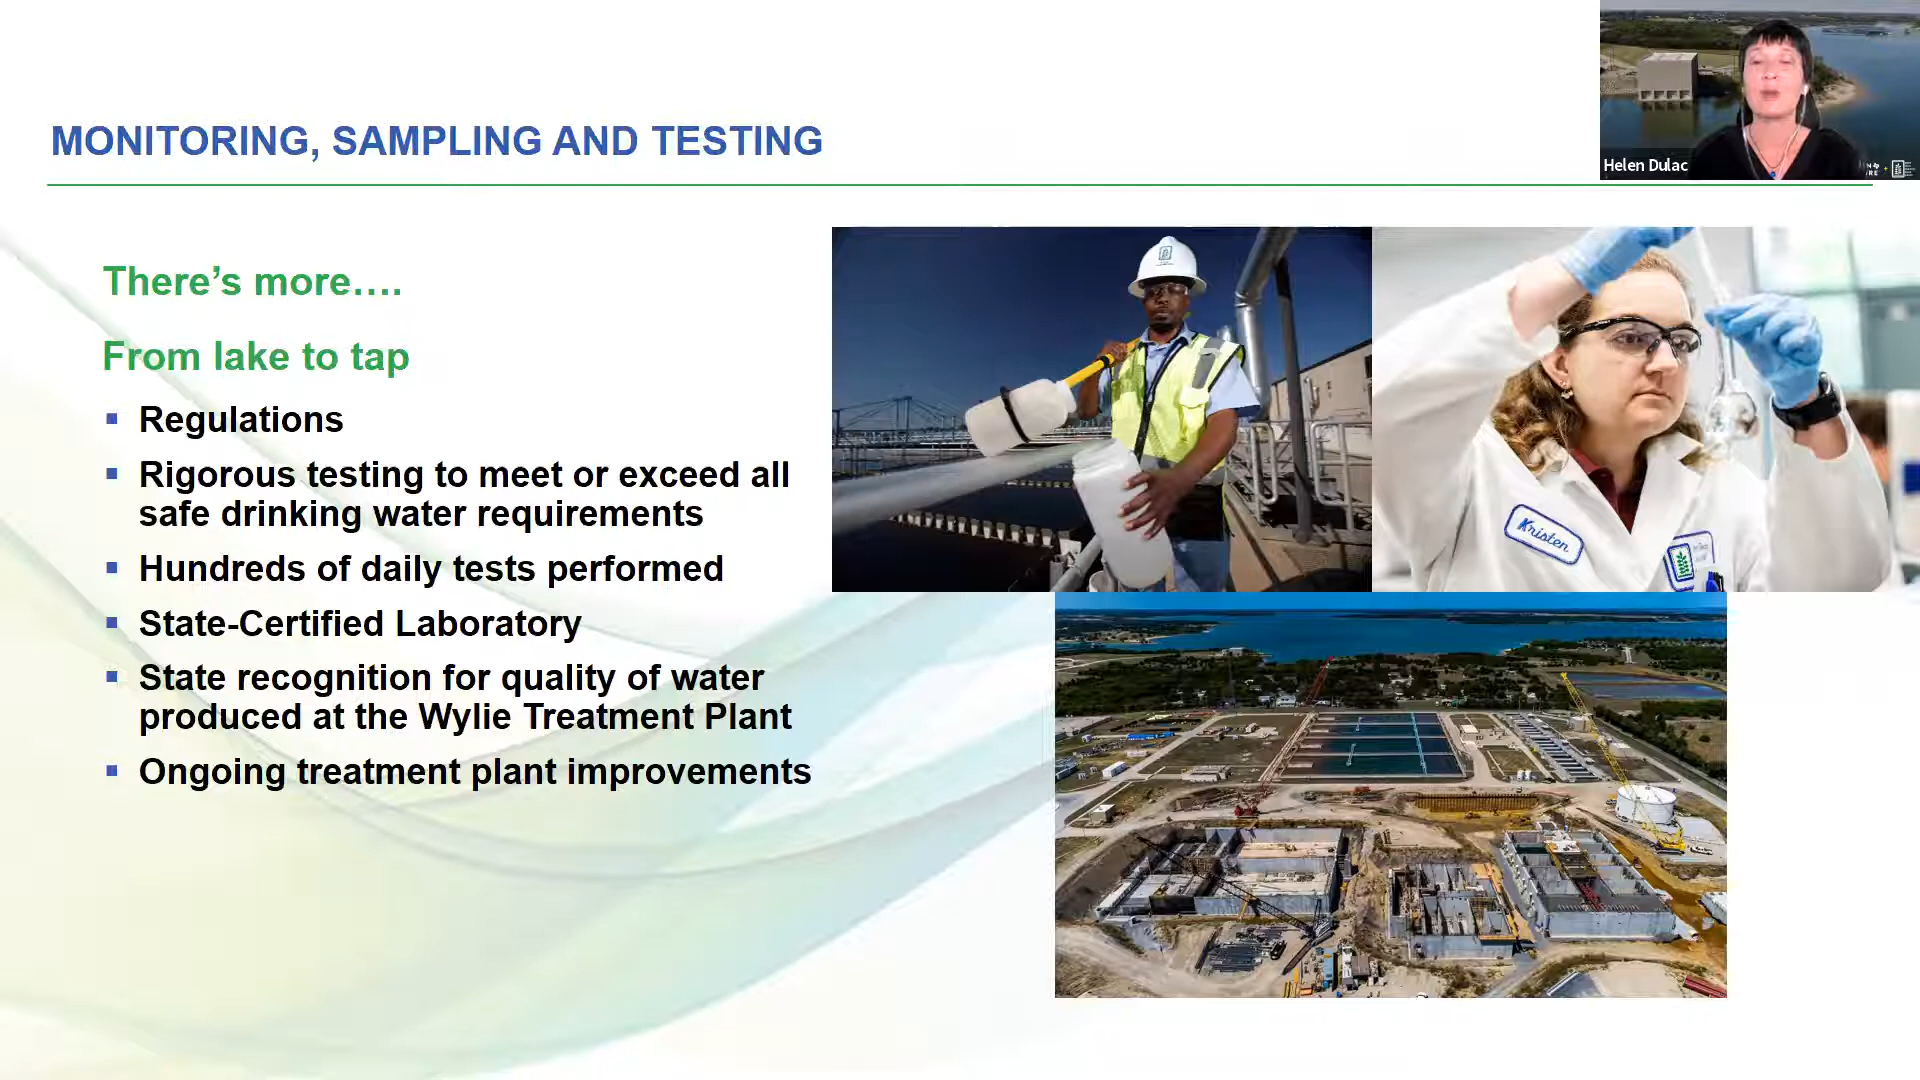 MONITORING, SAMPLING AND TESTING
Helen Dulac
There’s more….
From lake to tap
Regulations
Rigorous testing to meet or exceed all
safe drinking water requirements
Hundreds of daily tests performed
State-Certified Laboratory
State recognition for quality of water
produced at the Wylie Treatment Plant
Ongoing treatment plant improvements
Kristen